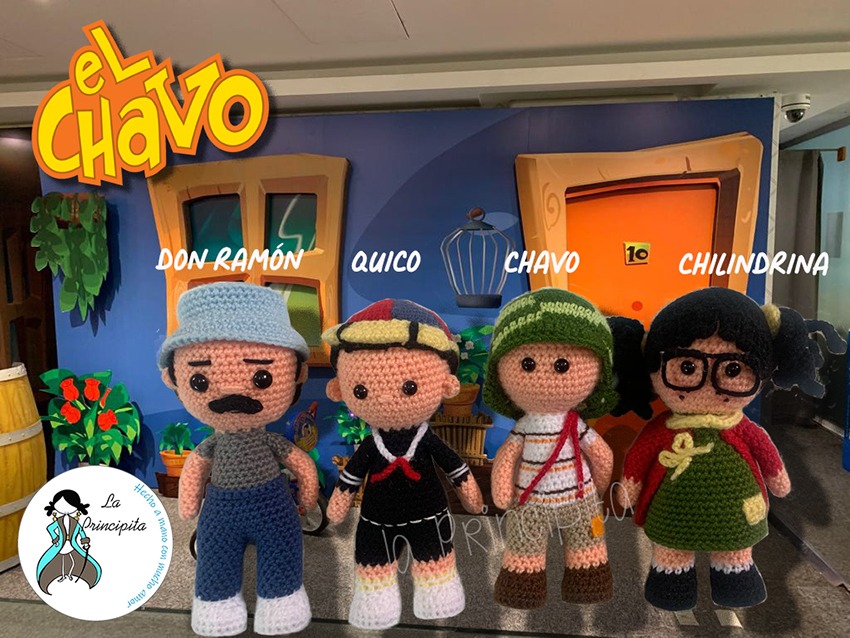 eL
CHAVO
DON RAMÓN
QUICO
CHAVO
CHILINDRINA
10
La
Principita
Hecho a mano con mucho amor
la Principita